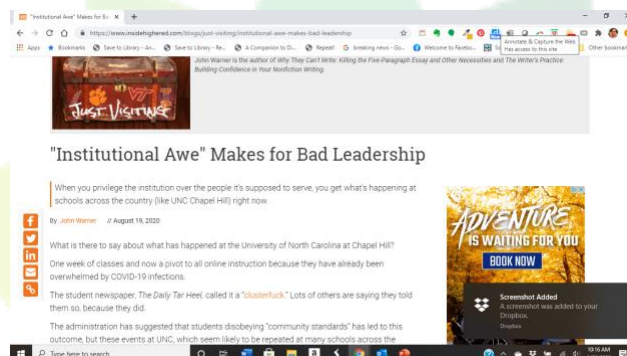 "Institutional Awe" Makes for B
https://www.insidehighered.com/blogs/just-visiting/institutional-awe-makes-bad-leadership
Annotate & Capture the Web
Has access to this site
Apps
Bookmarks
Save to Library - An...
Save to Library - Re...
A Companion to D...
Repeat!
breaking news - Go...
Welcome to Facebo...
Other bookmar
John Warner is the author of Why They Can't Write: Killing the Five-Paragraph Essay and Other Necessities and The Writer's Practice:
Building Confidence in Your Nonfiction Writing.
JUST VISITING
"Institutional Awe" Makes for Bad Leadership
When you privilege the institution over the people it's supposed to serve, you get what's happening at
schools across the country (like UNC Chapel Hill) right now.
By John Warner // August 19, 2020
What is there to say about what has happened at the University of North Carolina at Chapel Hill?
One week of classes and now a pivot to all online instruction because they have already been
overwhelmed by COVID-19 infections.
The student newspaper, The Daily Tar Heel, called it a "clusterfuck." Lots of others are saying they told
them so, because they did.
The administration has suggested that students disobeying "community standards" has led to this
outcome, but these events at UNC, which seem likely to be repeated at many schools across the
ADVENTURE
IS WAITING FOR YOU
BOOK NOW
Screenshot Added
A screenshot was added to your
Dropbox.
Dropbox
Type here to search
10:16 AM